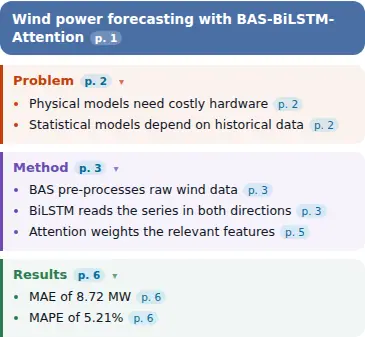 Wind power forecasting with BAS-BiLSTM-
Attention p. 1
Problem p. 2 ▾
• Physical models need costly hardware p. 2
• Statistical models depend on historical data p. 2
Method p. 3 ▾
• BAS pre-processes raw wind data p. 3
• BiLSTM reads the series in both directions p. 3
• Attention weights the relevant features p. 5
Results p. 6 ▾
• MAE of 8.72 MW p. 6
• MAPE of 5.21% p. 6